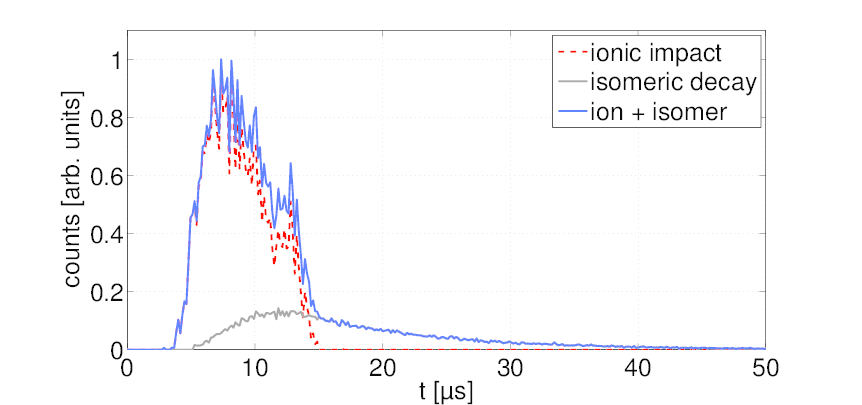 ionic impact
isomeric decay
ion + isomer
counts [arb. units]
1
0.8
0.6
0.4
0.2
0
0 10 20 30 40 50
t [μs]